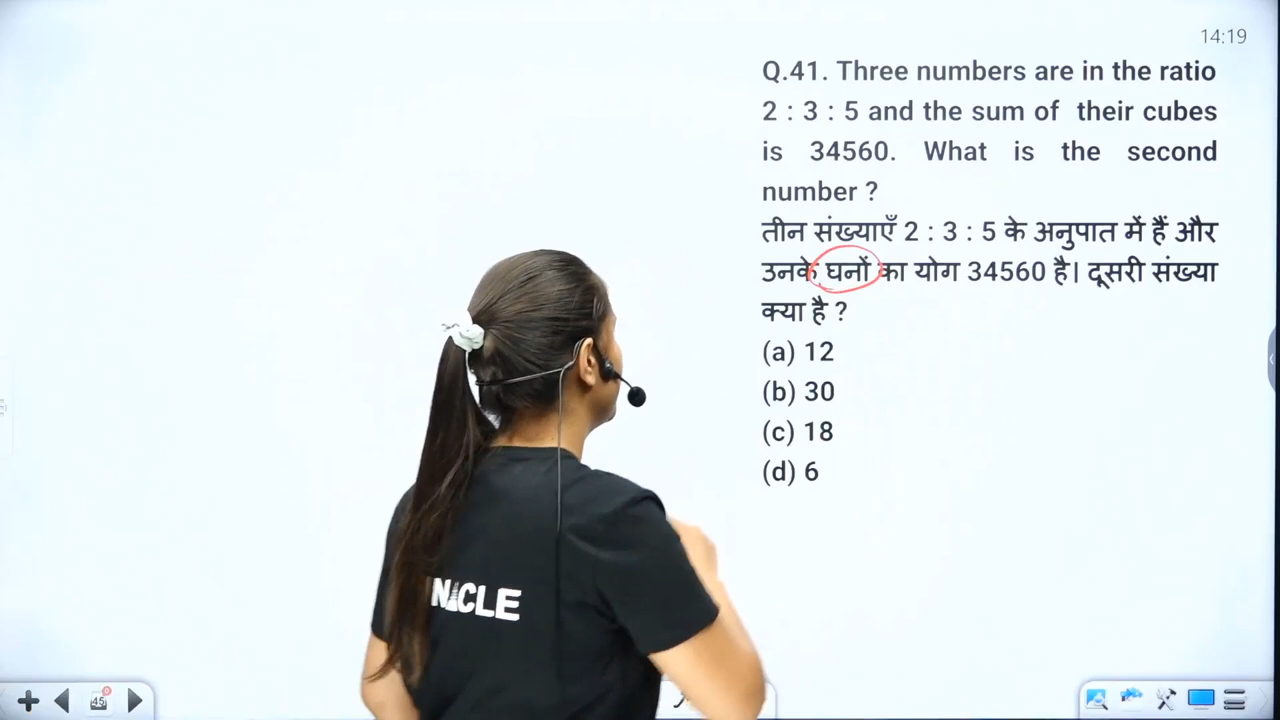 14:19
Q.41. Three numbers are in the ratio
2 : 3 : 5 and the sum of their cubes
is 34560. What is the second
number ?
तीन संख्याएँ 2 : 3 : 5 के अनुपात में हैं और
उनके घनों का योग 34560 है। दूसरी संख्या
क्या है ?
(a) 12
(b) 30
(c) 18
(d) 6
NICLE
45